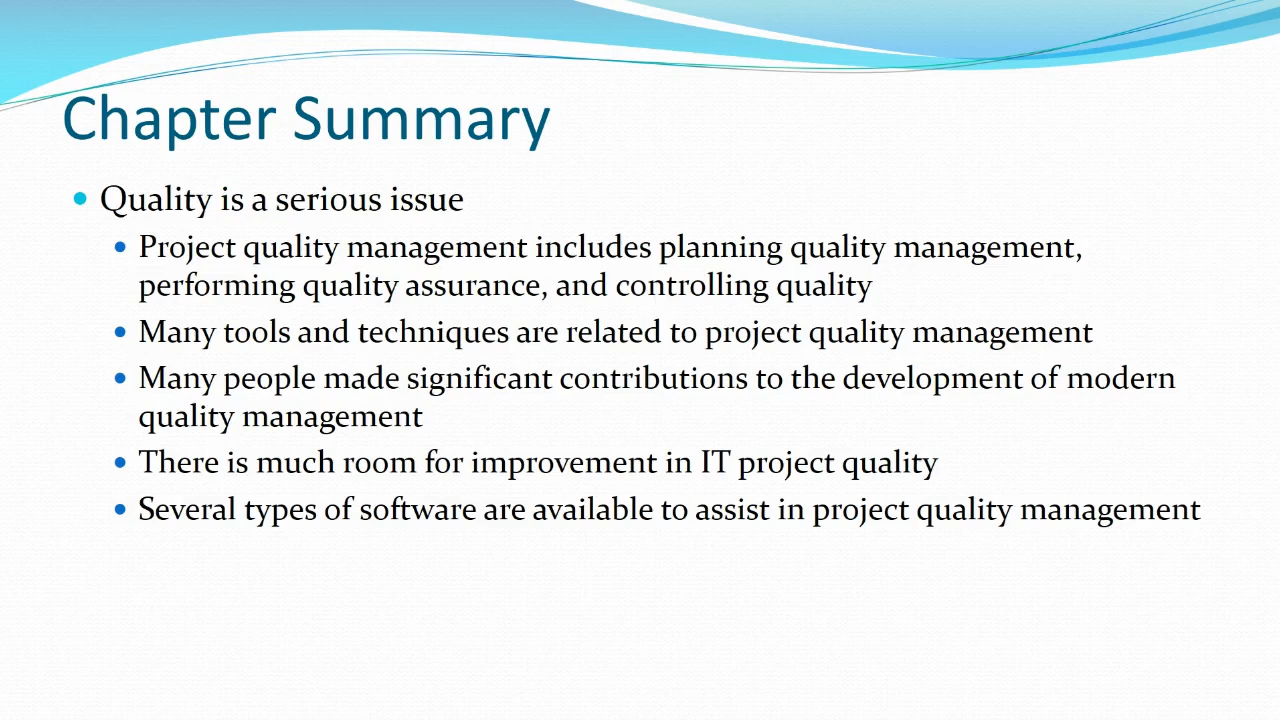 Chapter Summary
Quality is a serious issue
Project quality management includes planning quality management,
performing quality assurance, and controlling quality
Many tools and techniques are related to project quality management
Many people made significant contributions to the development of modern
quality management
There is much room for improvement in IT project quality
Several types of software are available to assist in project quality management